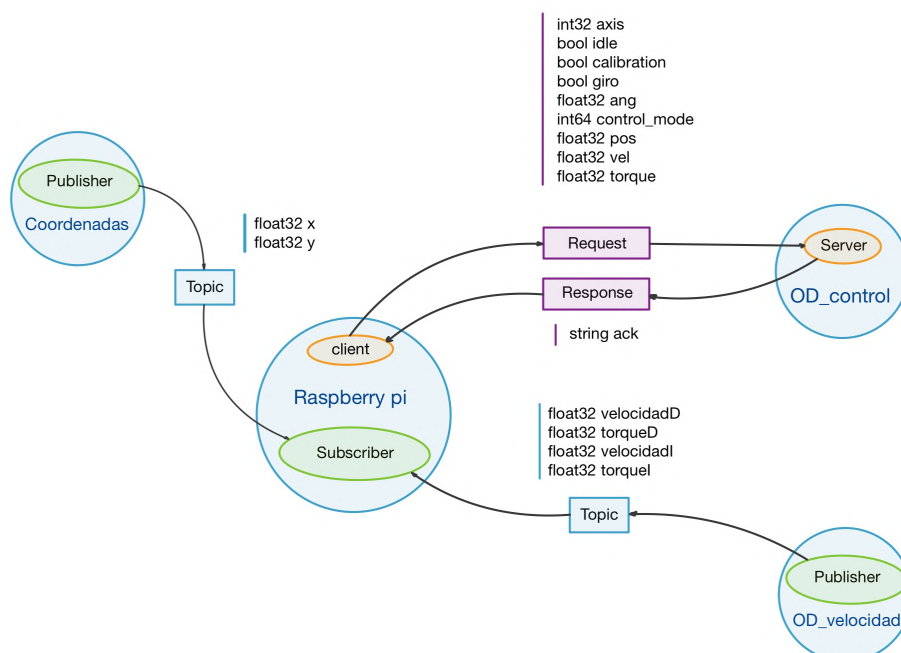 int32 axis
bool idle
bool calibration
bool giro
float32 ang
int64 control_mode
float32 pos
float32 vel
float32 torque
Publisher
Coordenadas
float32 x
float32 y
Topic
Request
Response
string ack
Server
OD_control
client
Raspberry pi
Subscriber
float32 velocidadD
float32 torqueD
float32 velocidadI
float32 torqueI
Topic
Publisher
OD_velocidad